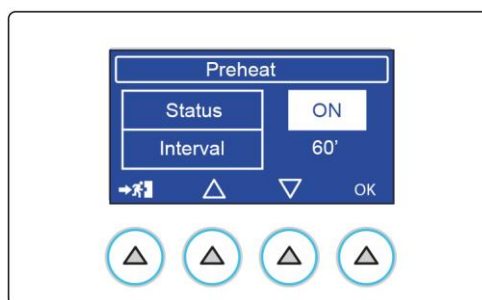 Preheat
Status ON
Interval 60’
OK